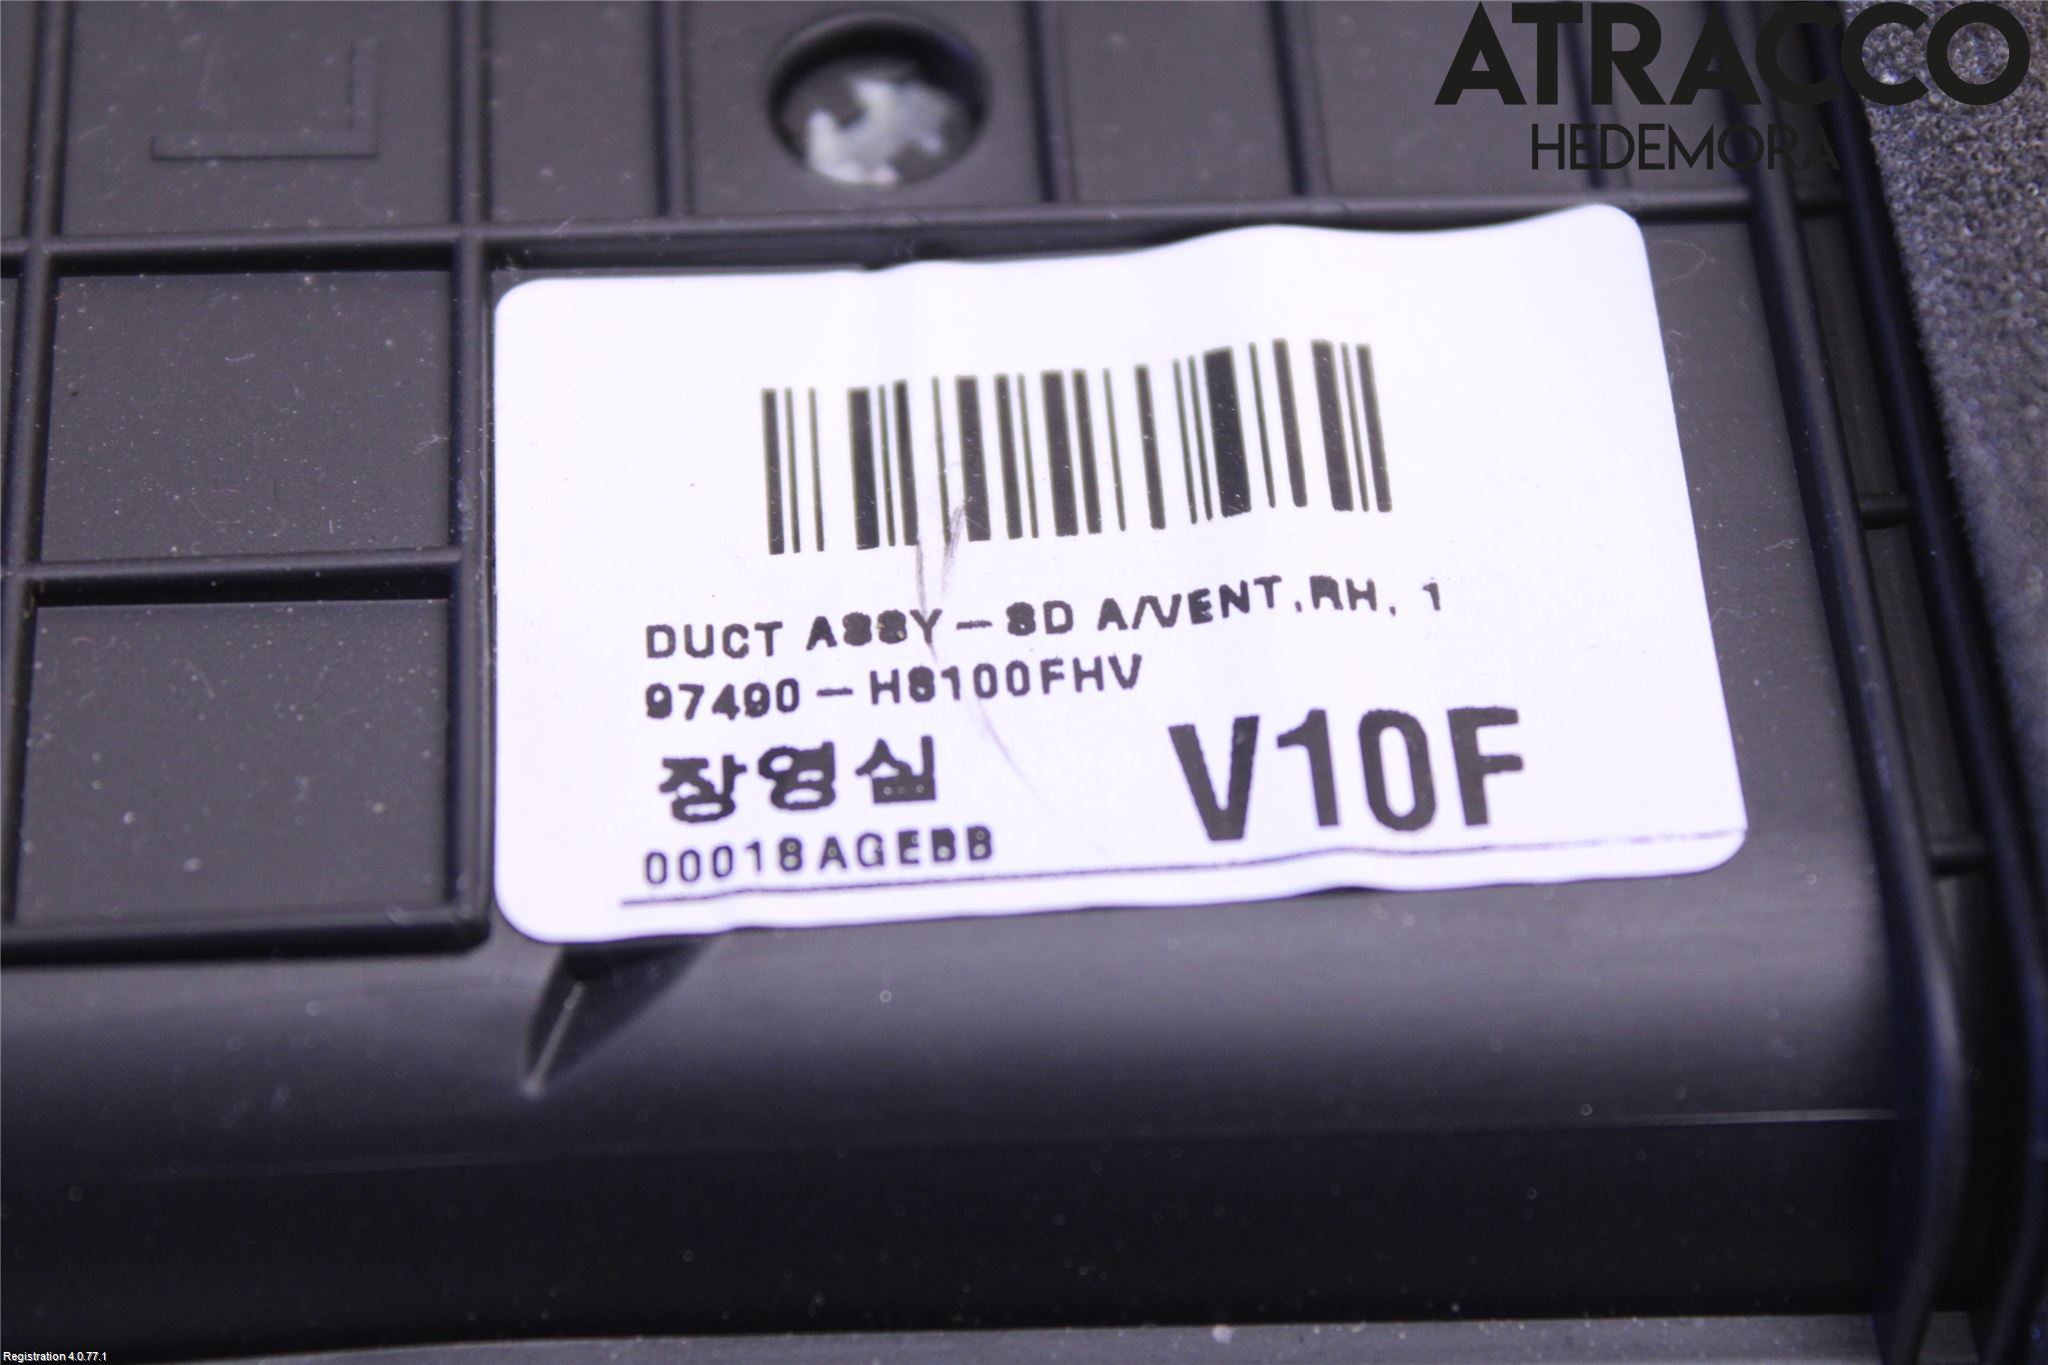 ATRACCO
HEDEMORA
DUCT ASSY-SD A/VENT,RH, 1
97490-H8100FHV
장영실
V10F
00018AGEBB
Registration 4.0.77.1